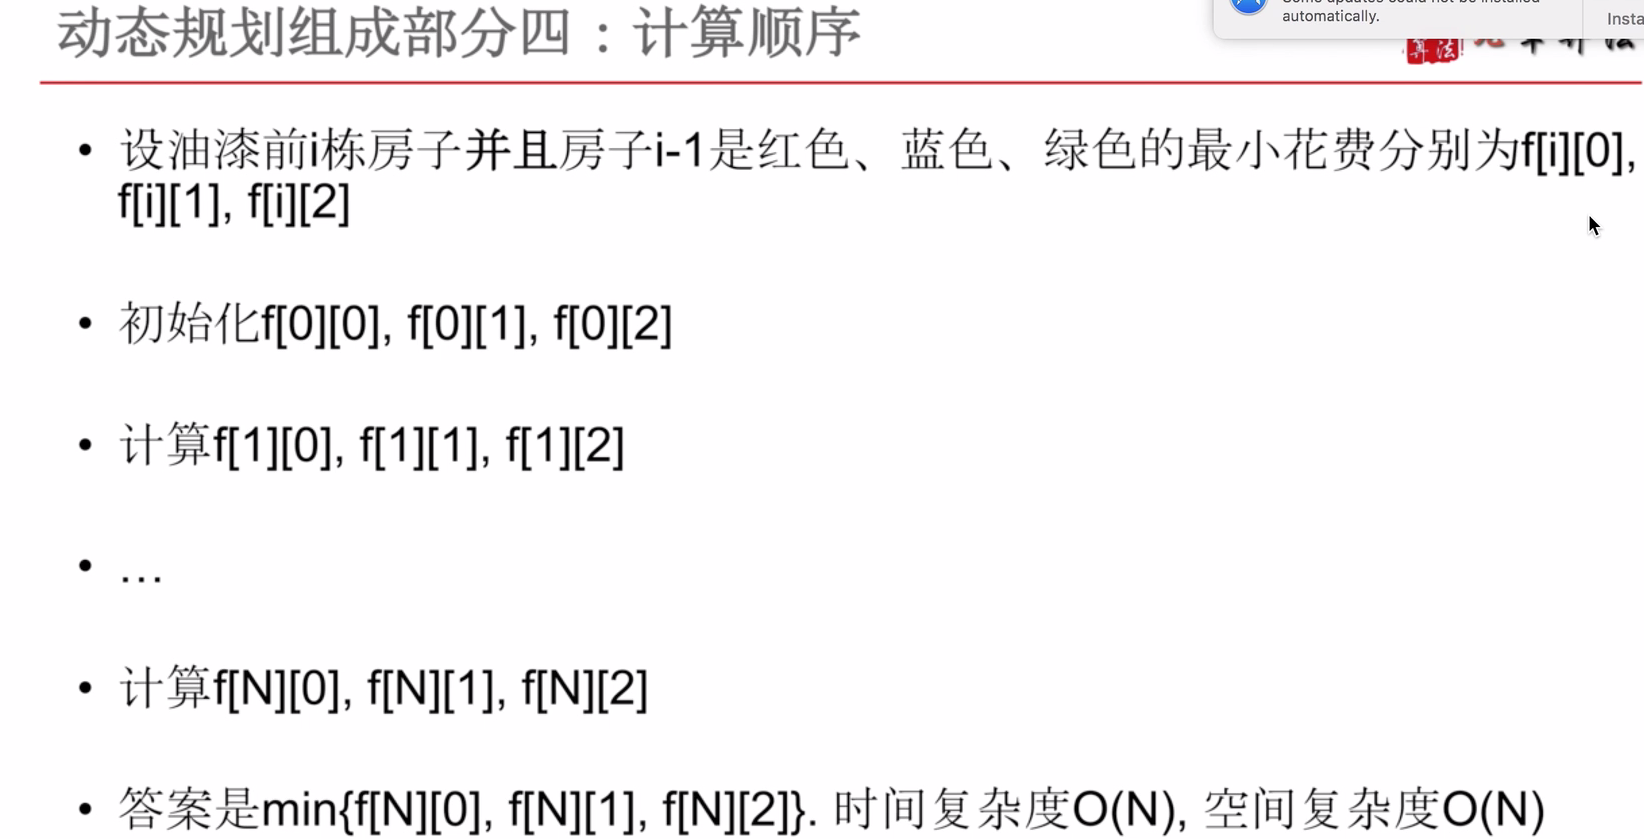 动态规划组成部分四：计算顺序
automatically.
算法
• 设油漆前i栋房子并且房子i-1是红色、蓝色、绿色的最小花费分别为f[i][0],
f[i][1], f[i][2]
• 初始化f[0][0], f[0][1], f[0][2]
• 计算f[1][0], f[1][1], f[1][2]
• …
• 计算f[N][0], f[N][1], f[N][2]
• 答案是min{f[N][0], f[N][1], f[N][2]}. 时间复杂度O(N), 空间复杂度O(N)